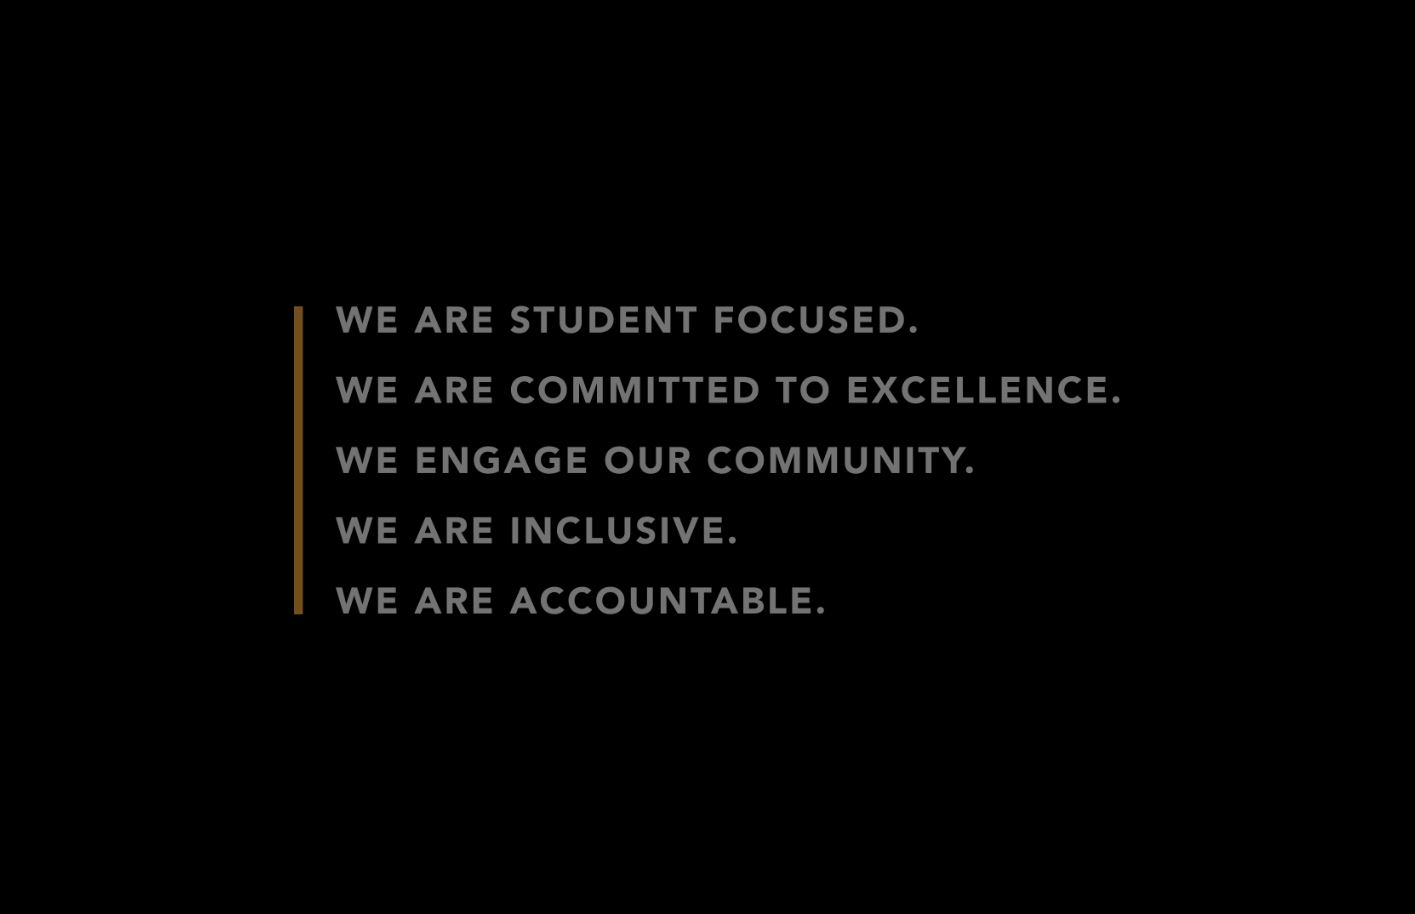 WE ARE STUDENT FOCUSED.
WE ARE COMMITTED TO EXCELLENCE.
WE ENGAGE OUR COMMUNITY.
WE ARE INCLUSIVE.
WE ARE ACCOUNTABLE.